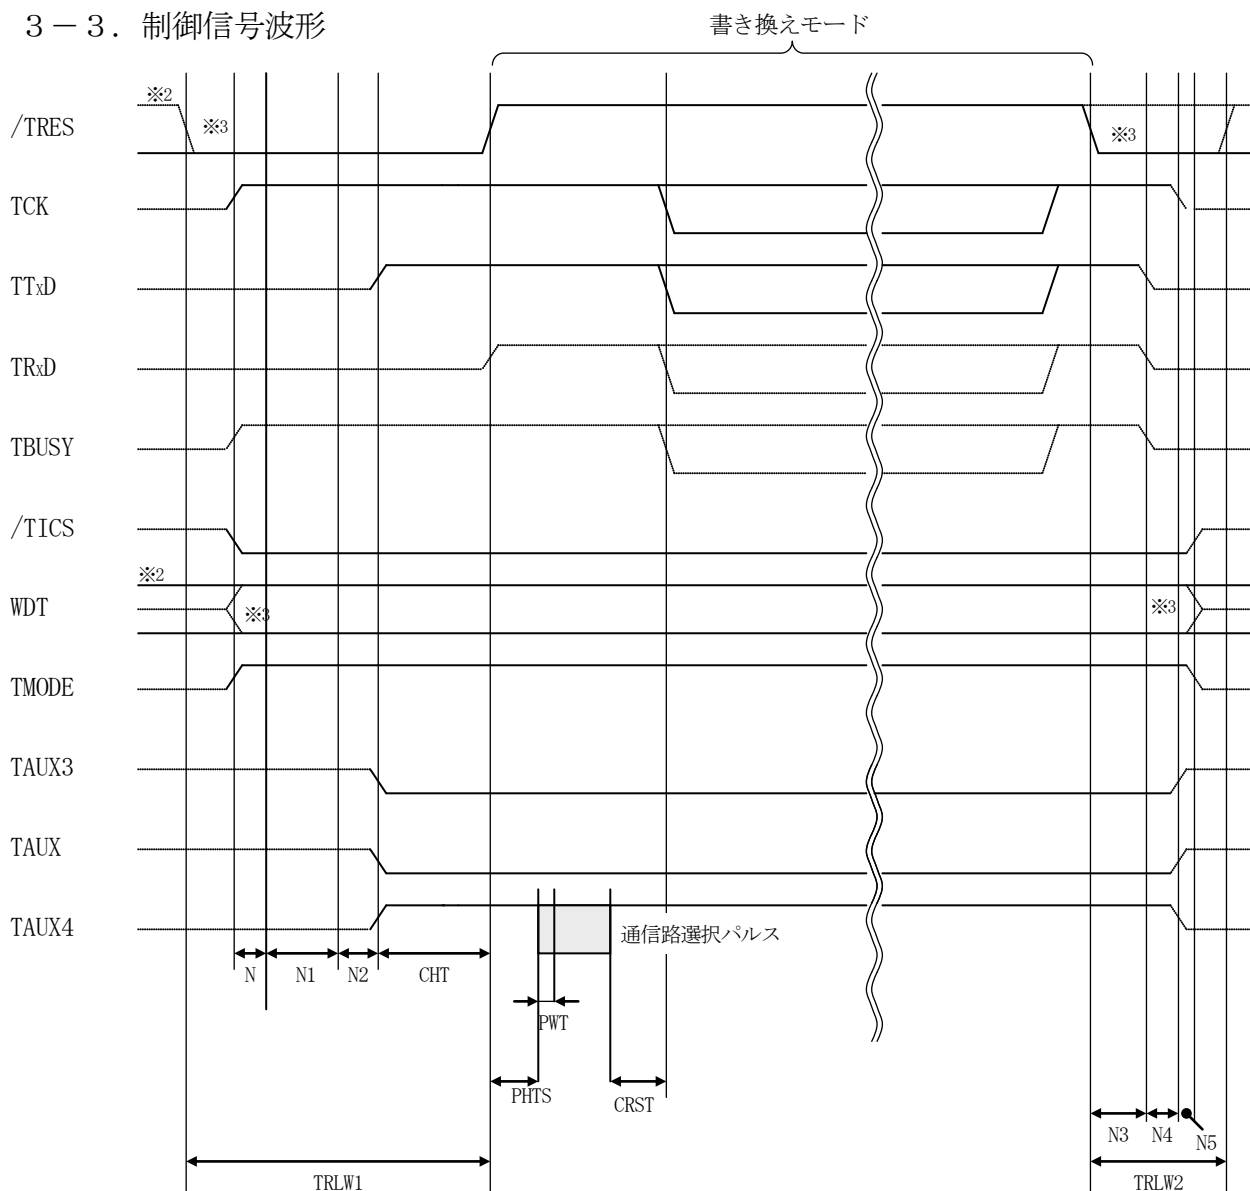 ３－３．制御信号波形
書き換えモード
※2
/TRES
※3
※3
TCK
TTxD
TRxD
TBUSY
/TICS
※2
WDT
※3
※3
TMODE
TAUX3
TAUX
TAUX4
通信路選択パルス
N
N1
N2
CHT
PWT
PHTS
CRST
N3
N4
N5
TRLW1
TRLW2